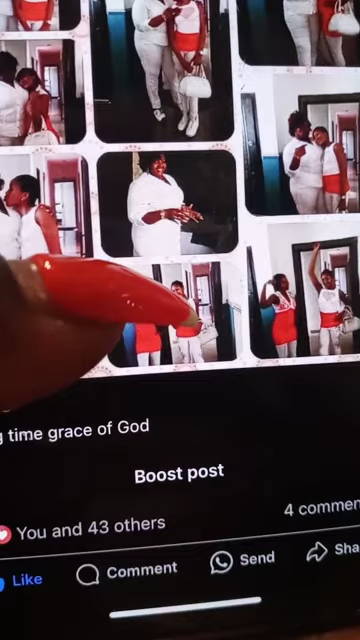 time grace of God
Boost post
You and 43 others
4 commen
Like
Comment
Send
Sha